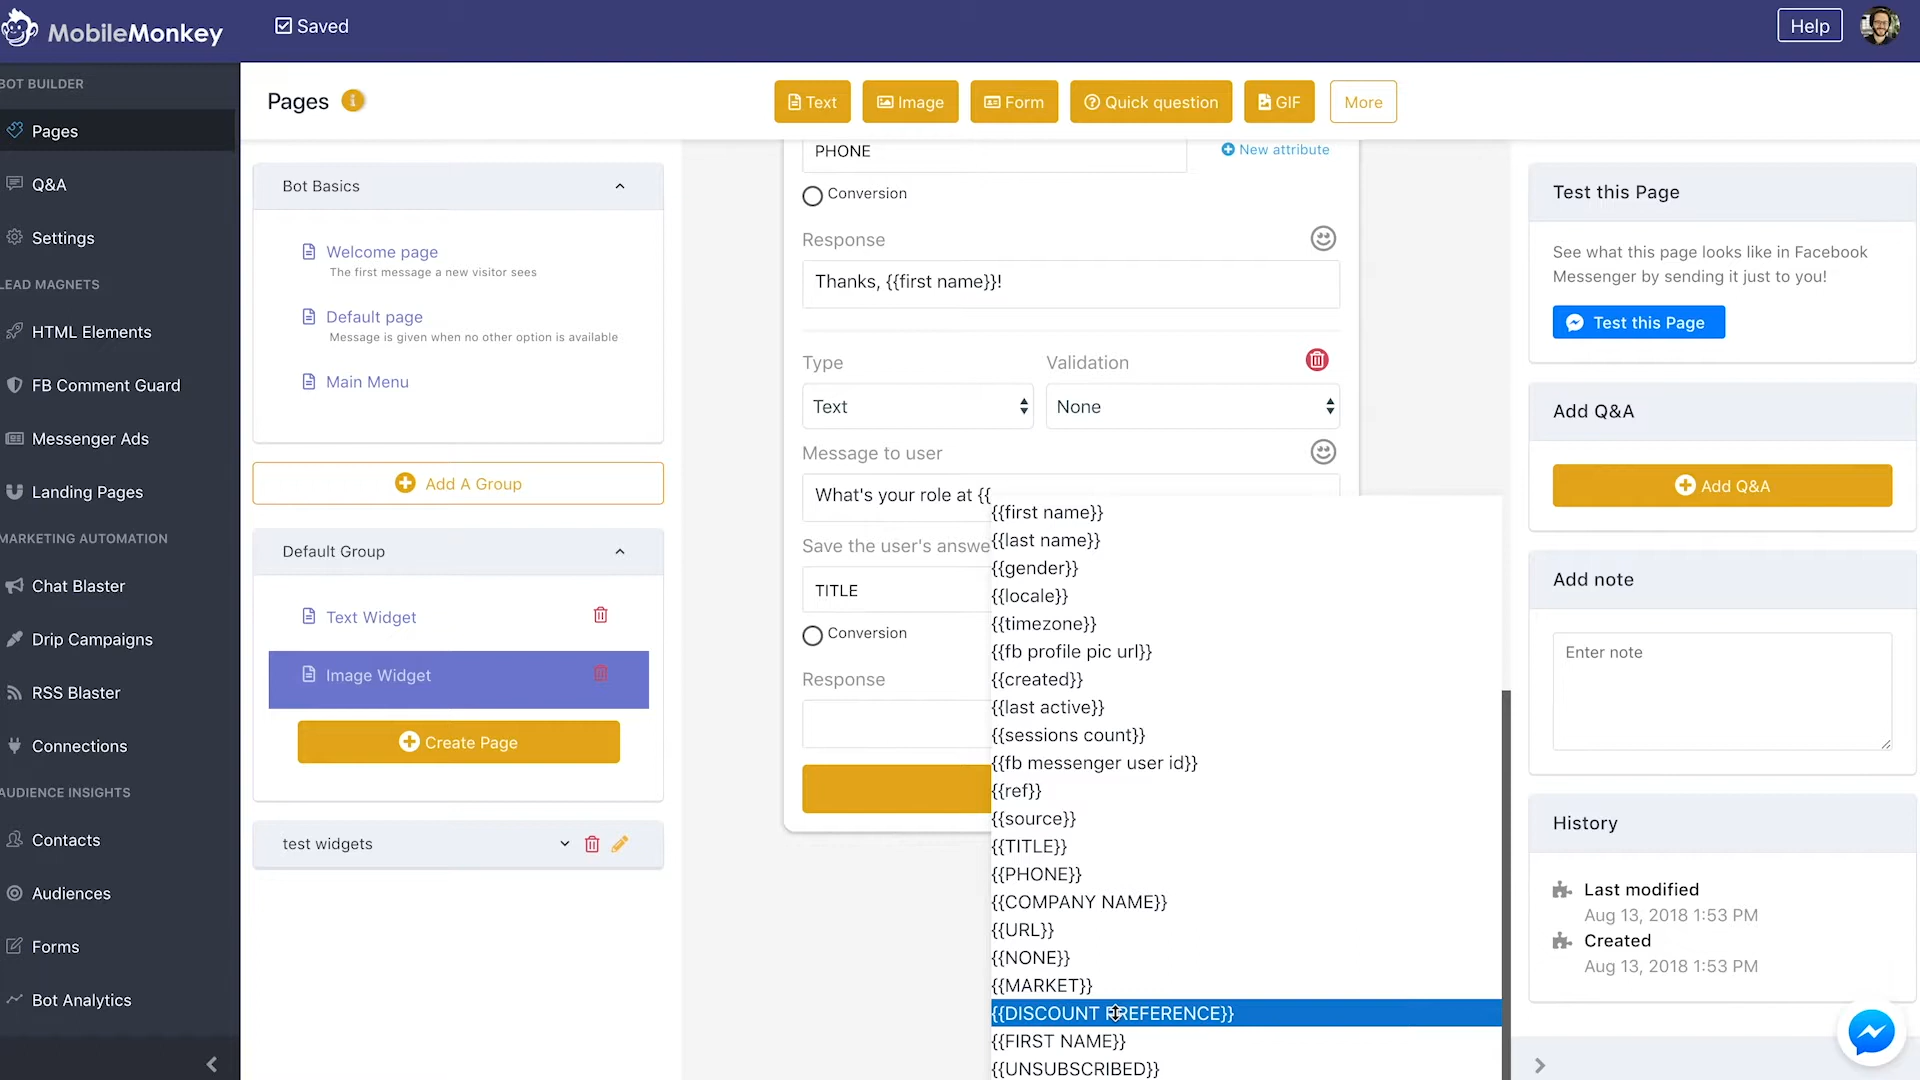 MobileMonkey
Saved
Help
BOT BUILDER
Pages
Q&A
Settings
LEAD MAGNETS
HTML Elements
FB Comment Guard
Messenger Ads
Landing Pages
MARKETING AUTOMATION
Chat Blaster
Drip Campaigns
RSS Blaster
Connections
AUDIENCE INSIGHTS
Contacts
Audiences
Forms
Bot Analytics
Pages
Text
Image
Form
Quick question
GIF
More
Bot Basics
Welcome page
The first message a new visitor sees
Default page
Message is given when no other option is available
Main Menu
Add A Group
Default Group
Text Widget
Image Widget
Create Page
test widgets
PHONE
New attribute
Conversion
Response
Thanks, {{first name}}!
Type
Validation
Text
None
Message to user
What's your role at {{
Save the user's answe
TITLE
Conversion
Response
{{first name}}
{{last name}}
{{gender}}
{{locale}}
{{timezone}}
{{fb profile pic url}}
{{created}}
{{last active}}
{{sessions count}}
{{fb messenger user id}}
{{ref}}
{{source}}
{{TITLE}}
{{PHONE}}
{{COMPANY NAME}}
{{URL}}
{{NONE}}
{{MARKET}}
{{DISCOUNT PREFERENCE}}
{{FIRST NAME}}
{{UNSUBSCRIBED}}
Test this Page
See what this page looks like in Facebook
Messenger by sending it just to you!
Test this Page
Add Q&A
Add Q&A
Add note
Enter note
History
Last modified
Aug 13, 2018 1:53 PM
Created
Aug 13, 2018 1:53 PM